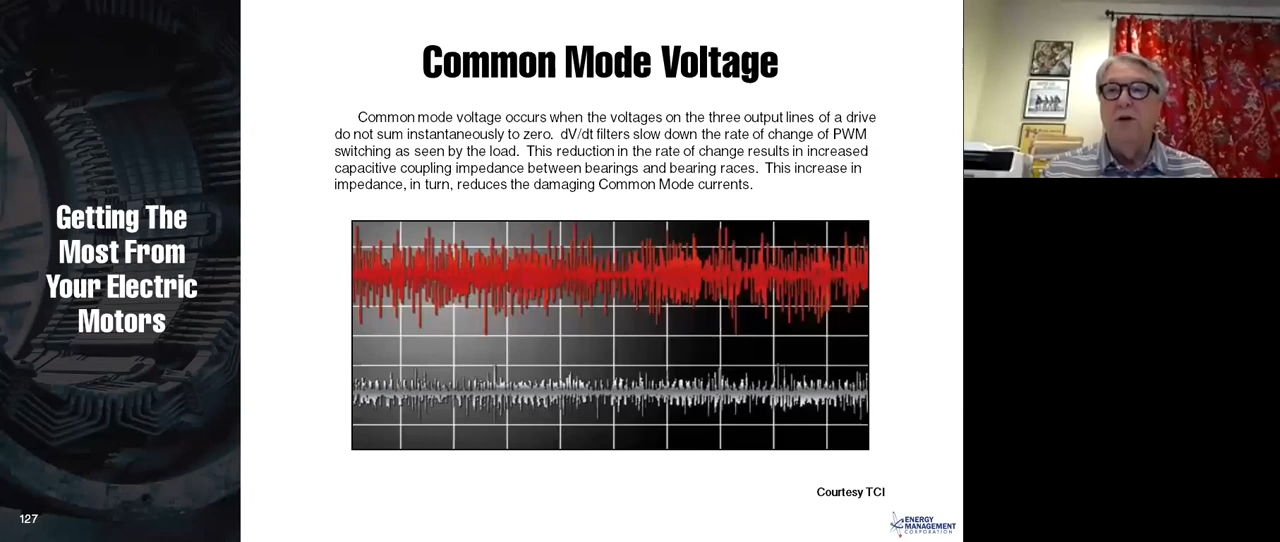 Getting The
Most From
Your Electric
Motors
127
Common Mode Voltage
Common mode voltage occurs when the voltages on the three output lines of a drive
do not sum instantaneously to zero. dV/dt filters slow down the rate of change of PWM
switching as seen by the load. This reduction in the rate of change results in increased
capacitive coupling impedance between bearings and bearing races. This increase in
impedance, in turn, reduces the damaging Common Mode currents.
Courtesy TCI
ENERGY
MANAGEMENT
CORPORATION